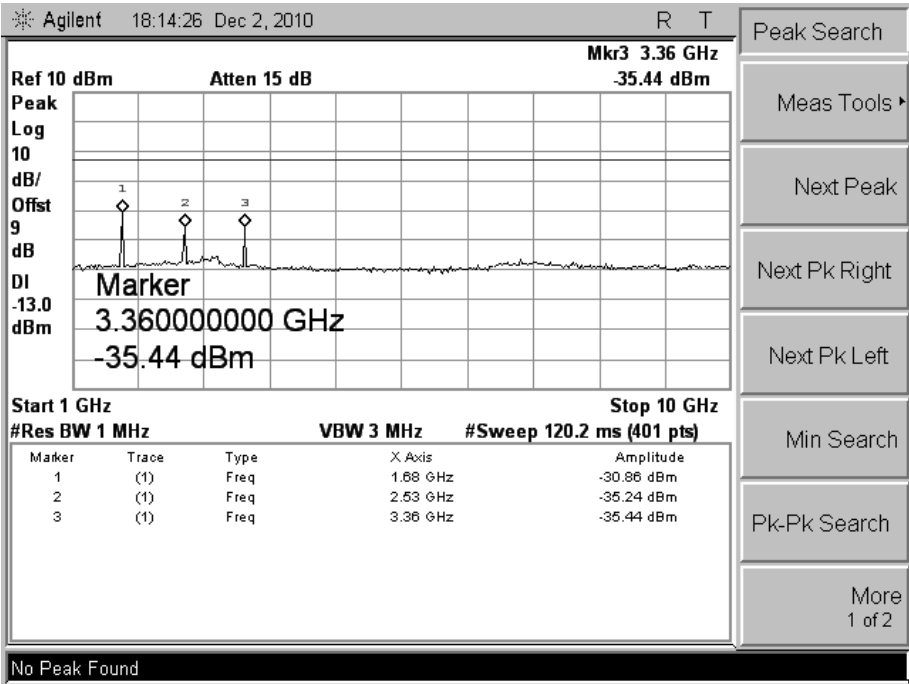 Agilent 18:14:26 Dec 2, 2010 R T
Mkr3 3.36 GHz
Ref 10 dBm Atten 15 dB -35.44 dBm
Peak
Log
10
dB/
Offst
9
dB
DI
-13.0
dBm
1
2
3
Marker
3.360000000 GHz
-35.44 dBm
Start 1 GHz Stop 10 GHz
#Res BW 1 MHz VBW 3 MHz #Sweep 120.2 ms (401 pts)
Marker Trace Type X Axis Amplitude
1 (1) Freq 1.68 GHz -30.86 dBm
2 (1) Freq 2.53 GHz -35.24 dBm
3 (1) Freq 3.36 GHz -35.44 dBm
No Peak Found
Peak Search
Meas Tools
Next Peak
Next Pk Right
Next Pk Left
Min Search
Pk-Pk Search
More
1 of 2